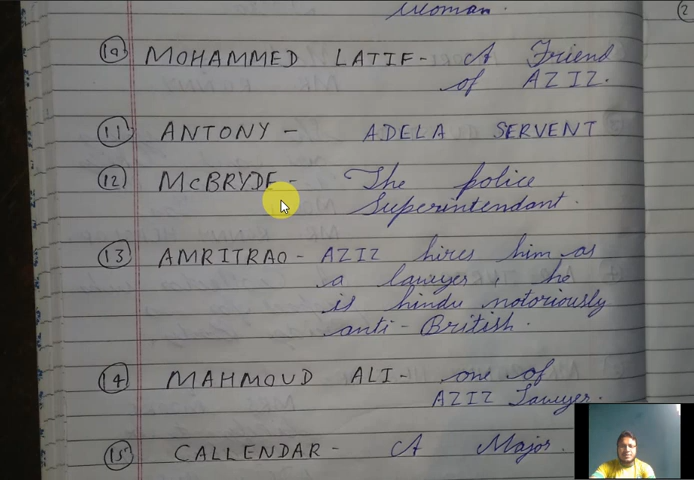 woman.
(10) MOHAMMED LATIF- A Friend
of AZIZ.
(11) ANTONY - ADELA SERVENT
(12) McBRYDE - The police
Superintendant.
(13) AMRITRAO - AZIZ hires him as
a lawyer, he
is hindu notoriously
anti-British.
(14) MAHMOUD ALI- one of
AZIZ Lawyer.
(15) CALLENDAR - A Major.